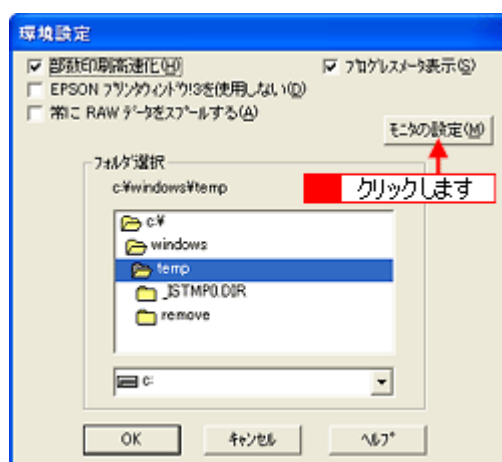 環境設定
部数印刷高速化(H)
プログレスメータ表示(S)
EPSON プリンタウィンドウ!3を使用しない(Q)
常に RAW データをスプールする(A)
モニタの設定(M)
クリックします
フォルダ選択
c:¥windows¥temp
c:¥
windows
temp
_ISTMP0.DIR
remove
c:
OK
キャンセル
ヘルプ